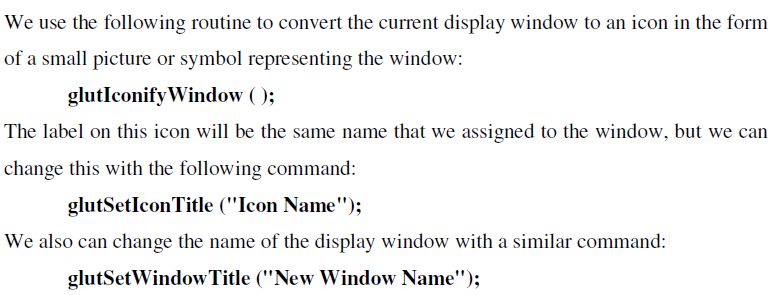 We use the following routine to convert the current display window to an icon in the form
of a small picture or symbol representing the window:
glutIconifyWindow ( );
The label on this icon will be the same name that we assigned to the window, but we can
change this with the following command:
glutSetIconTitle ("Icon Name");
We also can change the name of the display window with a similar command:
glutSetWindowTitle ("New Window Name");